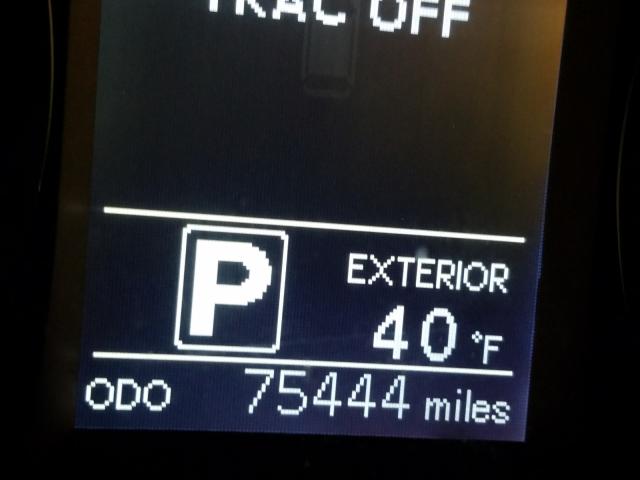 TRAC OFF
P
EXTERIOR
40 °F
ODO 75444 miles